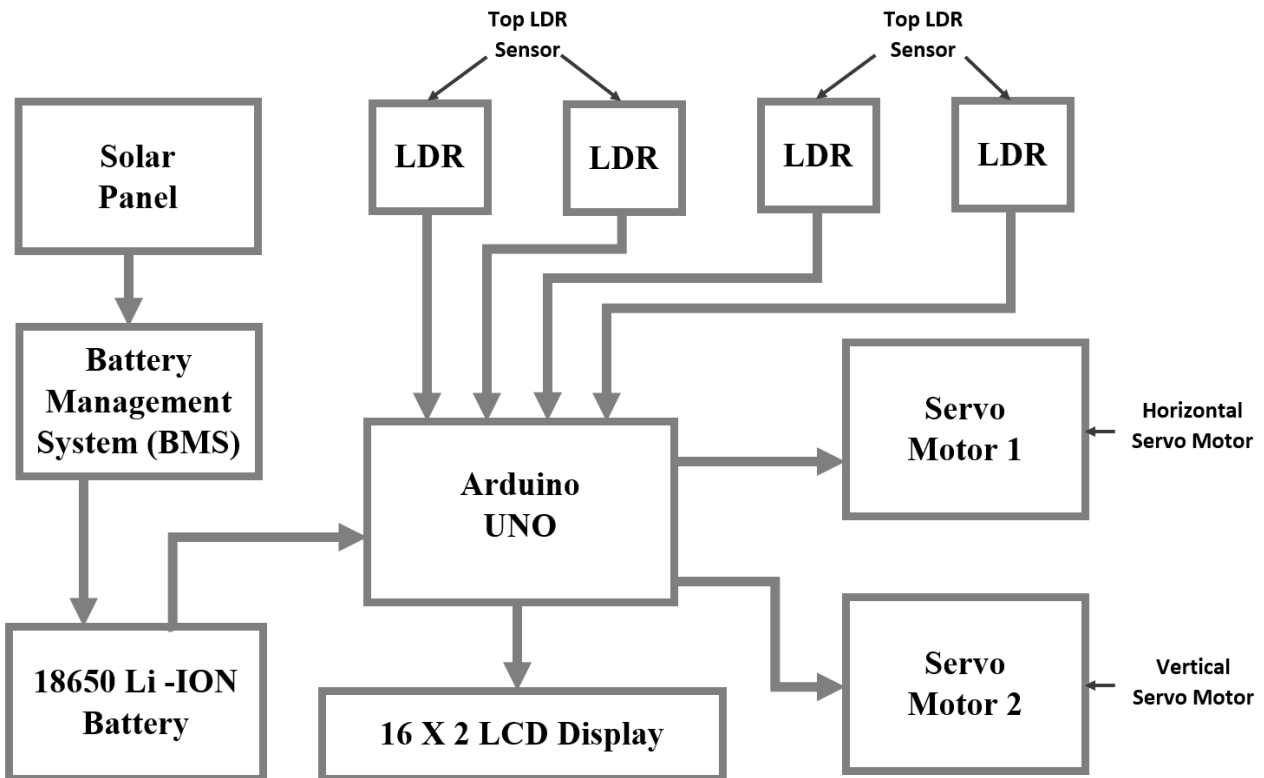 Top LDR
Sensor
Top LDR
Sensor
Solar
Panel
LDR
LDR
LDR
LDR
Battery
Management
System (BMS)
Servo
Motor 1
Horizontal
Servo Motor
Arduino
UNO
18650 Li -ION
Battery
16 X 2 LCD Display
Servo
Motor 2
Vertical
Servo Motor